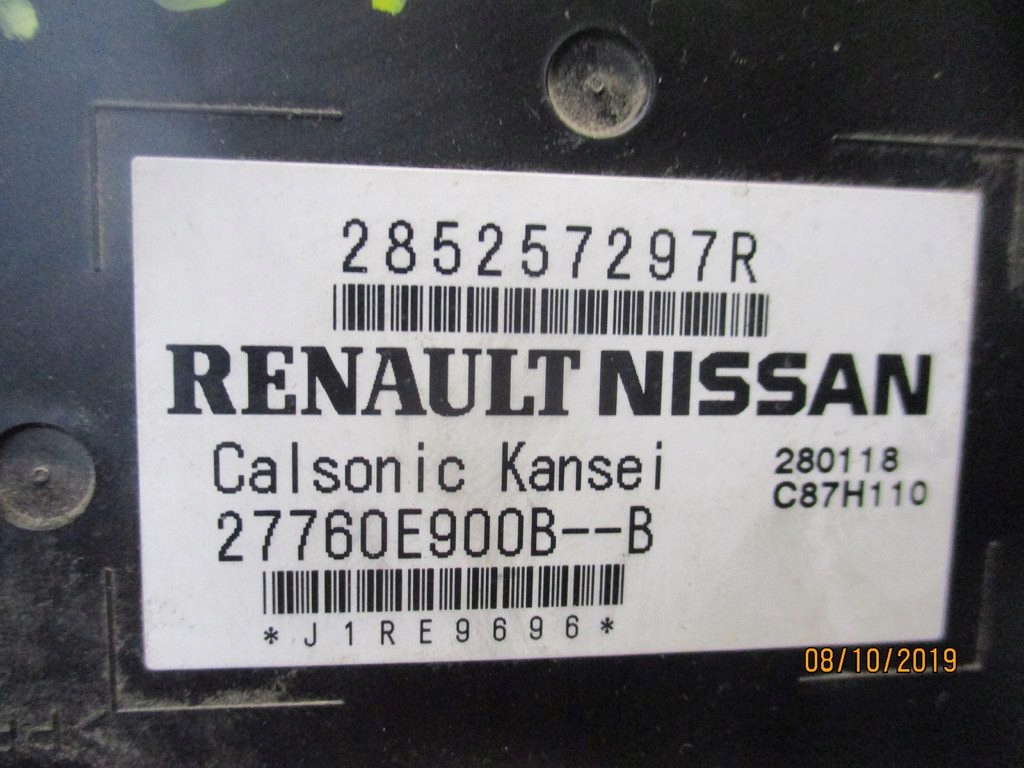 285257297R
RENAULT NISSAN
Calsonic Kansei
280118
C87H110
27760E900B--B
*J1RE9696*
08/10/2019